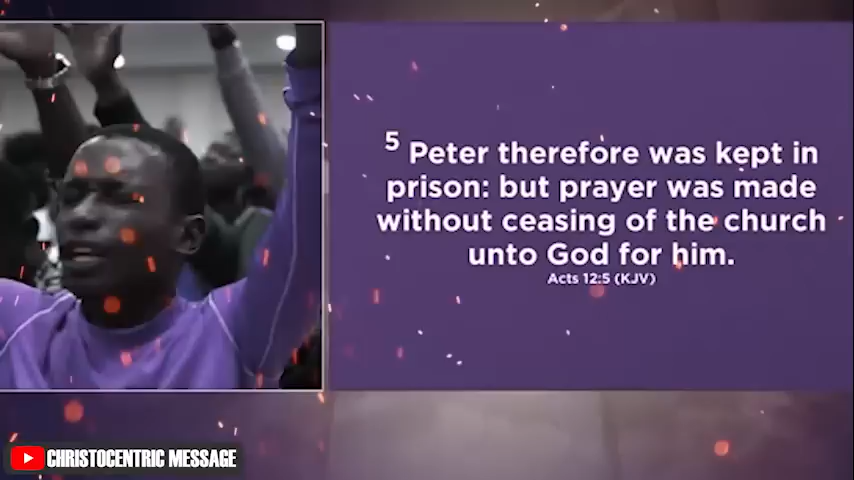 5 Peter therefore was kept in
prison: but prayer was made
without ceasing of the church
unto God for him.
Acts 12:5 (KJV)
CHRISTOCENTRIC MESSAGE